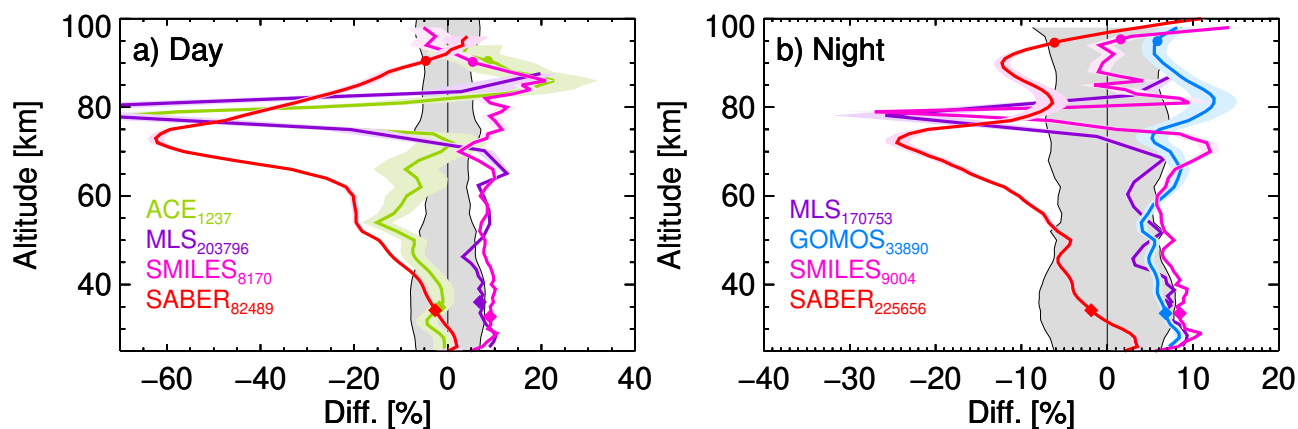 a) Day
100
80
60
40
Altitude [km]
ACE1237
MLS203796
SMILES8170
SABER82489
−60 −40 −20 0 20 40
Diff. [%]
b) Night
100
80
60
40
Altitude [km]
MLS170753
GOMOS33890
SMILES9004
SABER225656
−40 −30 −20 −10 0 10 20
Diff. [%]